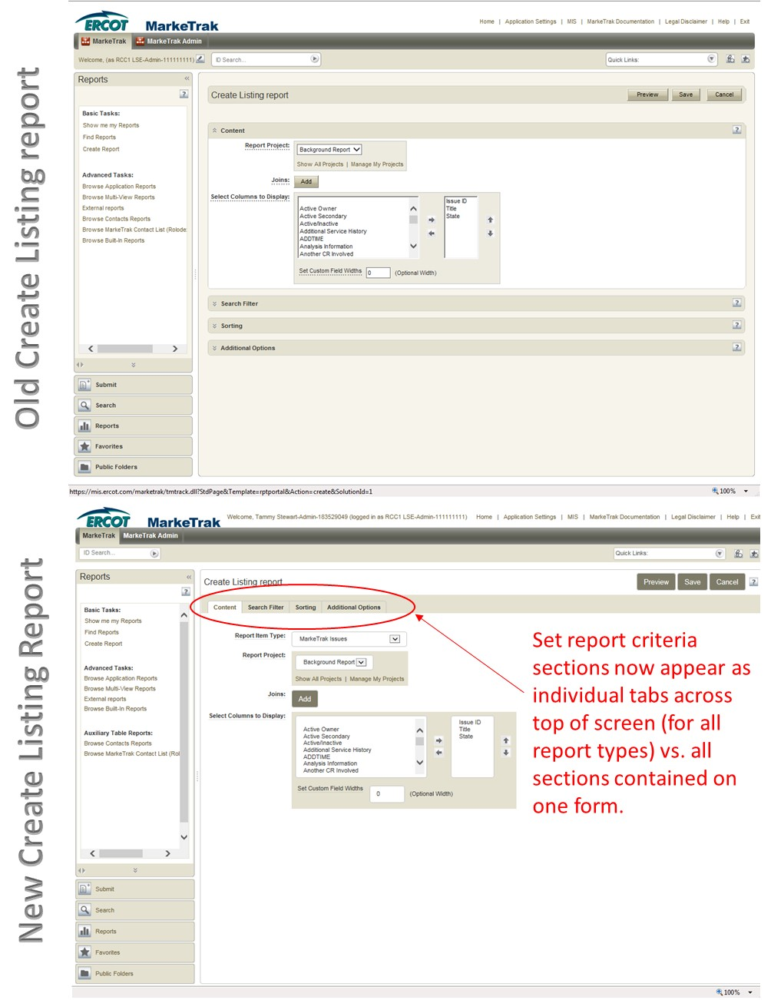 Old Create Listing report
ERCOT
MarkeTrak
Home | Application Settings | MIS | MarkeTrak Documentation | Legal Disclaimer | Help | Exit
MarkeTrak MarkeTrak Admin
Welcome, (as RCC1 LSE-Admin-111111111)
ID Search...
Quick Links:
Reports
Basic Tasks:
Show me my Reports
Find Reports
Create Report
Advanced Tasks:
Browse Application Reports
Browse Multi-View Reports
External reports
Browse Contacts Reports
Browse MarkeTrak Contact List (Rolode
Browse Built-In Reports
Submit
Search
Reports
Favorites
Public Folders
Create Listing report
Preview Save Cancel
Content
Report Project: Background Report
Show All Projects | Manage My Projects
Joins: Add
Select Columns to Display:
Active Owner
Active Secondary
Active/Inactive
Additional Service History
ADDTIME
Analysis Information
Another CR Involved
Issue ID
Title
State
Set Custom Field Widths 0 (Optional Width)
Search Filter
Sorting
Additional Options
https://mis.ercot.com/marketrak/tmtrack.dll?StdPage&Template=rptportal&Action=create&SolutionId=1
100%
New Create Listing Report
ERCOT
MarkeTrak
Welcome, Tammy Stewart-Admin-183529049 (logged in as RCC1 LSE-Admin-111111111) Home | Application Settings | MIS | MarkeTrak Documentation | Legal Disclaimer | Help | Exit
MarkeTrak MarkeTrak Admin
ID Search...
Quick Links:
Reports
Basic Tasks:
Show me my Reports
Find Reports
Create Report
Advanced Tasks:
Browse Application Reports
Browse Multi-View Reports
External reports
Browse Built-In Reports
Auxiliary Table Reports:
Browse Contacts Reports
Browse MarkeTrak Contact List (Rol
Submit
Search
Reports
Favorites
Public Folders
Create Listing report
Preview Save Cancel
Content Search Filter Sorting Additional Options
Report Item Type: MarkeTrak Issues
Report Project: Background Report
Show All Projects | Manage My Projects
Joins: Add
Select Columns to Display:
Active Owner
Active Secondary
Active/Inactive
Additional Service History
ADDTIME
Analysis Information
Another CR Involved
Issue ID
Title
State
Set Custom Field Widths 0 (Optional Width)
Set report criteria
sections now appear as
individual tabs across
top of screen (for all
report types) vs. all
sections contained on
one form.
100%